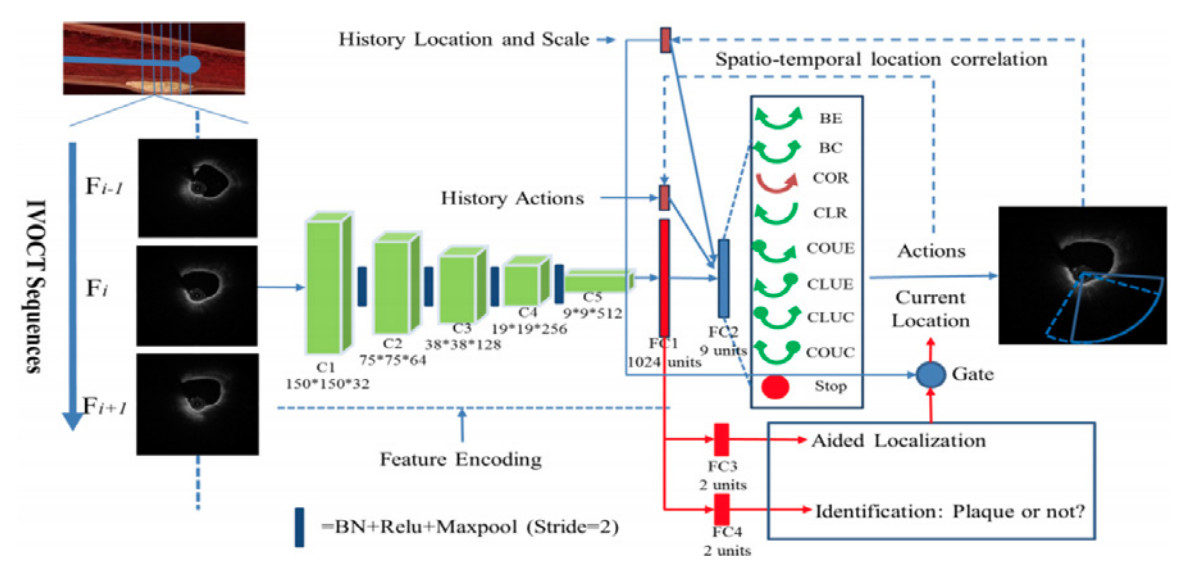 History Location and Scale
Spatio-temporal location correlation
IVOCT Sequences
F i-1
F i
F i+1
History Actions
BE
BC
COR
CLR
COUE
CLUE
CLUC
COUC
Stop
Actions
Current
Location
Gate
C1
150*150*32
C2
75*75*64
C3
38*38*128
C4
19*19*256
C5
9*9*512
FC1
1024 units
FC2
9 units
Feature Encoding
FC3
2 units
Aided Localization
FC4
2 units
Identification: Plaque or not?
=BN+Relu+Maxpool (Stride=2)